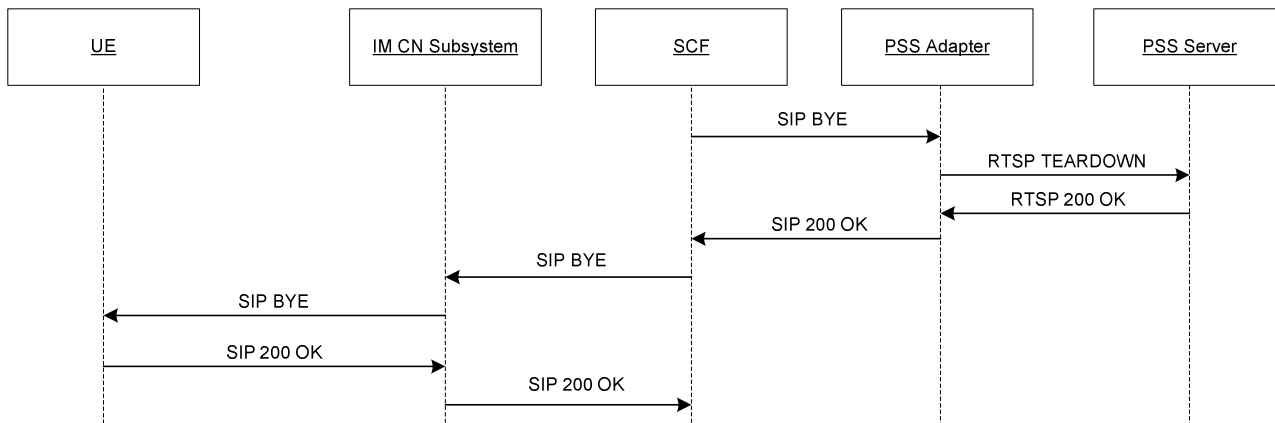 UE
IM CN Subsystem
SCF
PSS Adapter
PSS Server
SIP BYE
RTSP TEARDOWN
RTSP 200 OK
SIP 200 OK
SIP BYE
SIP BYE
SIP 200 OK
SIP 200 OK